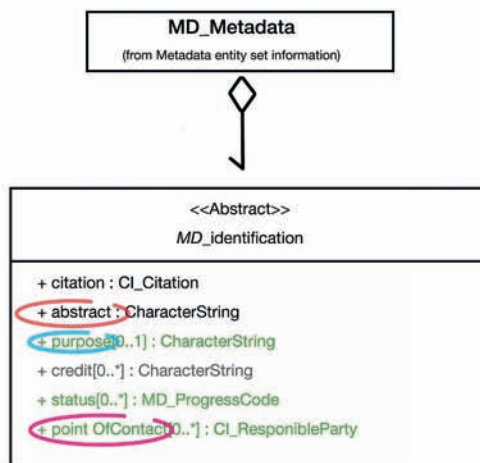 MD_Metadata
(from Metadata entity set information)
<<Abstract>>
MD_identification
+ citation : CI_Citation
+ abstract : CharacterString
+ purpose[0..1] : CharacterString
+ credit[0..*] : CharacterString
+ status[0..*] : MD_ProgressCode
+ point OfContact[0..*] : CI_ResponibleParty